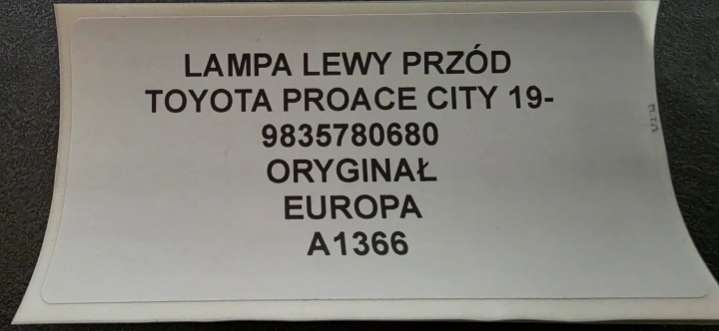 LAMPA LEWY PRZÓD
TOYOTA PROACE CITY 19-
9835780680
ORYGINAŁ
EUROPA
A1366